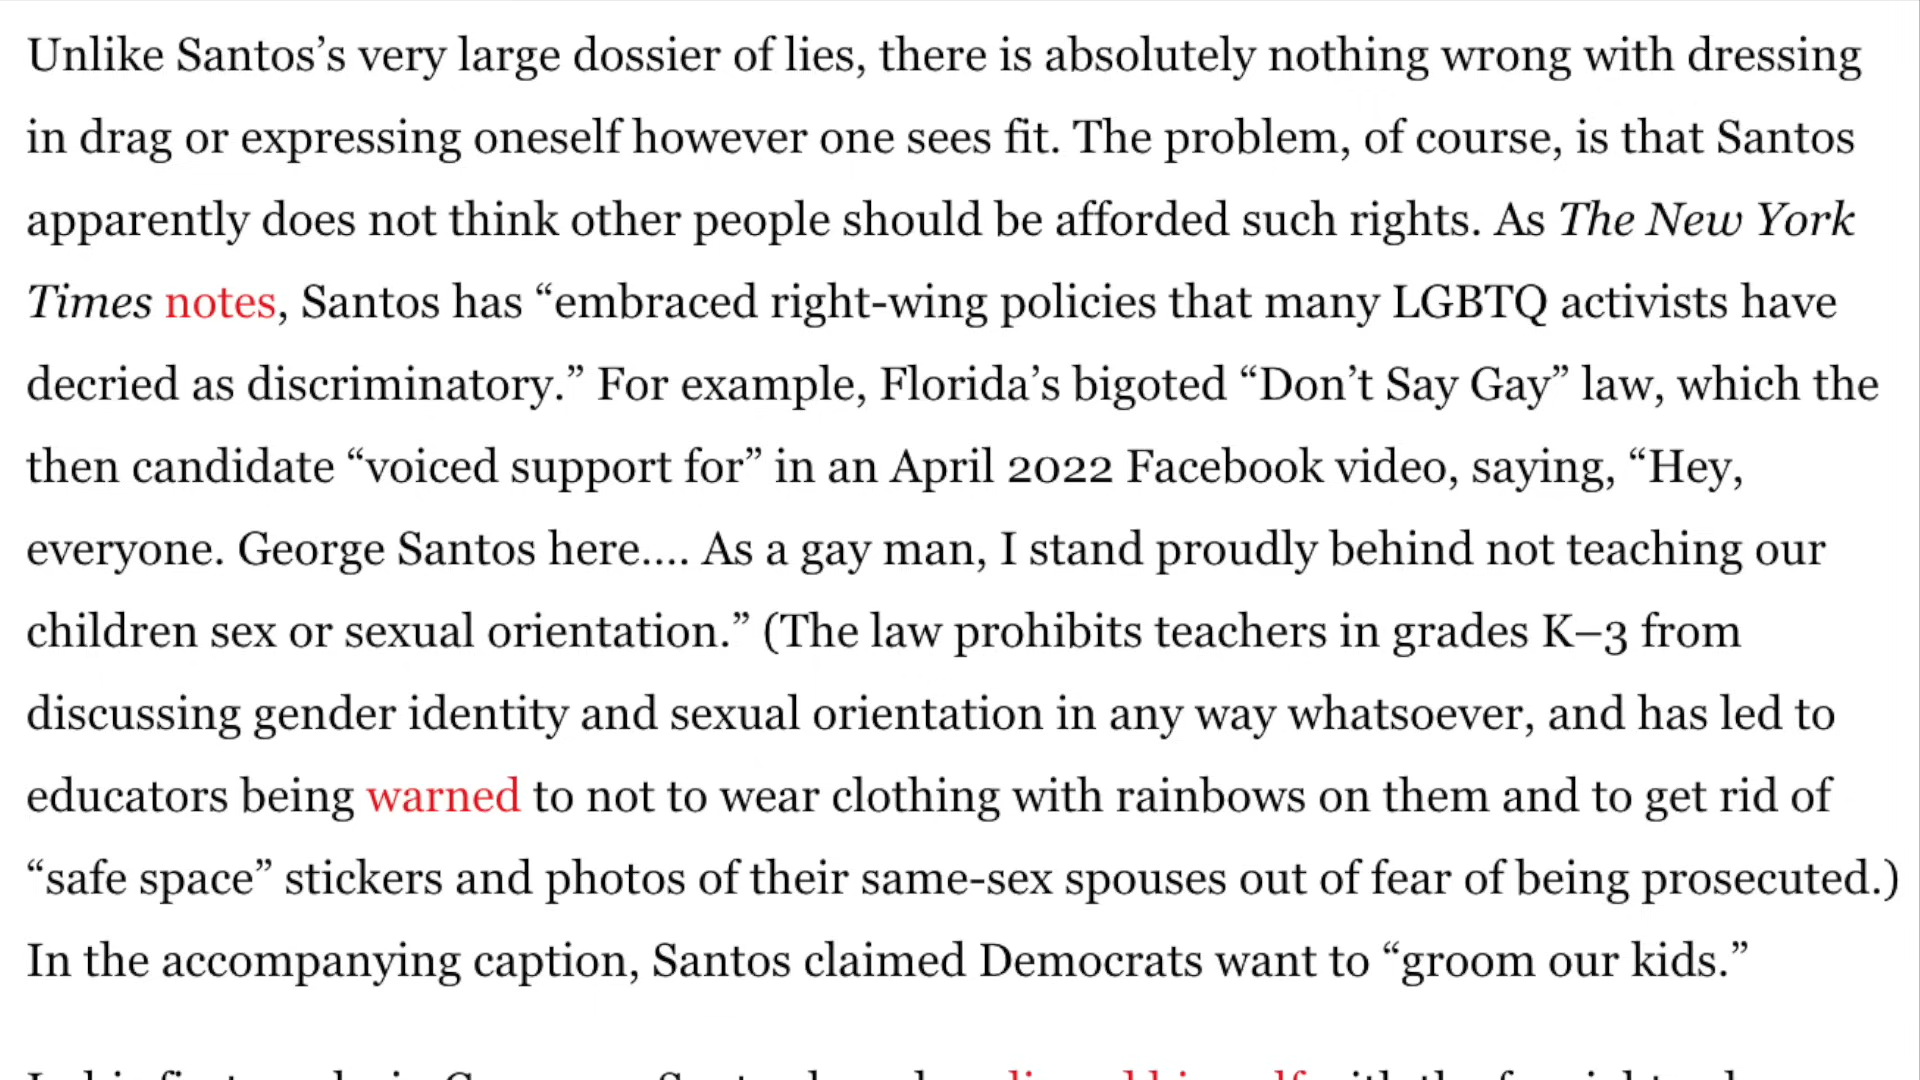 Unlike Santos’s very large dossier of lies, there is absolutely nothing wrong with dressing
in drag or expressing oneself however one sees fit. The problem, of course, is that Santos
apparently does not think other people should be afforded such rights. As The New York
Times notes, Santos has “embraced right-wing policies that many LGBTQ activists have
decried as discriminatory.” For example, Florida’s bigoted “Don’t Say Gay” law, which the
then candidate “voiced support for” in an April 2022 Facebook video, saying, “Hey,
everyone. George Santos here.... As a gay man, I stand proudly behind not teaching our
children sex or sexual orientation.” (The law prohibits teachers in grades K–3 from
discussing gender identity and sexual orientation in any way whatsoever, and has led to
educators being warned to not to wear clothing with rainbows on them and to get rid of
“safe space” stickers and photos of their same-sex spouses out of fear of being prosecuted.)
In the accompanying caption, Santos claimed Democrats want to “groom our kids.”